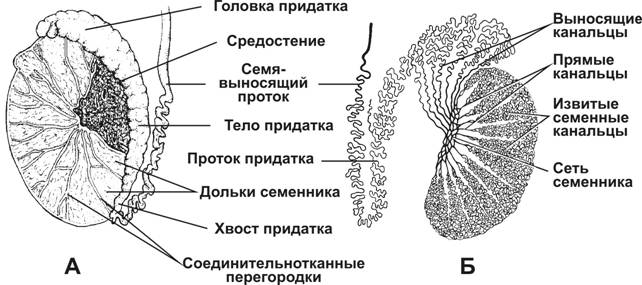 Головка придатка
Средостение
Семя-
выносящий
проток
Тело придатка
Проток придатка
Дольки семенника
Хвост придатка
Соединительнотканные
перегородки
А
Выносящие
канальцы
Прямые
канальцы
Извитые
семенные
канальцы
Сеть
семенника
Б